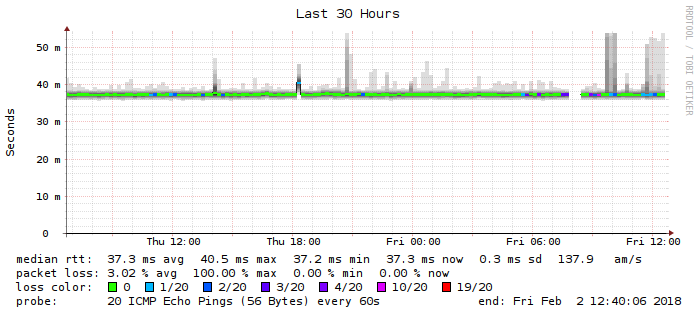 Last 30 Hours
RRDTOOL / TOBI OETIKER
Seconds
50 m
40 m
30 m
20 m
10 m
0
Thu 12:00 Thu 18:00 Fri 00:00 Fri 06:00 Fri 12:00
median rtt: 37.3 ms avg 40.5 ms max 37.2 ms min 37.3 ms now 0.3 ms sd 137.9 am/s
packet loss: 3.02 % avg 100.00 % max 0.00 % min 0.00 % now
loss color: 0 1/20 2/20 3/20 4/20 10/20 19/20
probe: 20 ICMP Echo Pings (56 Bytes) every 60s end: Fri Feb 2 12:40:06 2018